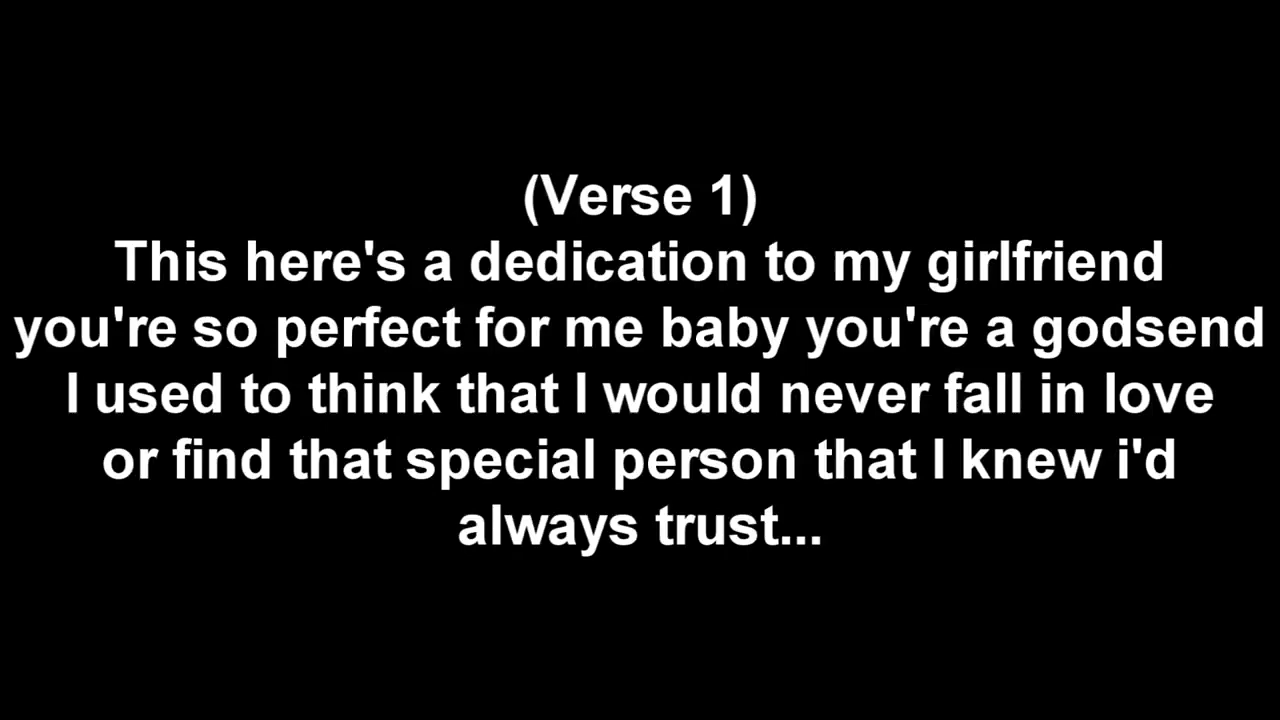 (Verse 1)
This here's a dedication to my girlfriend
you're so perfect for me baby you're a godsend
I used to think that I would never fall in love
or find that special person that I knew i'd
always trust...